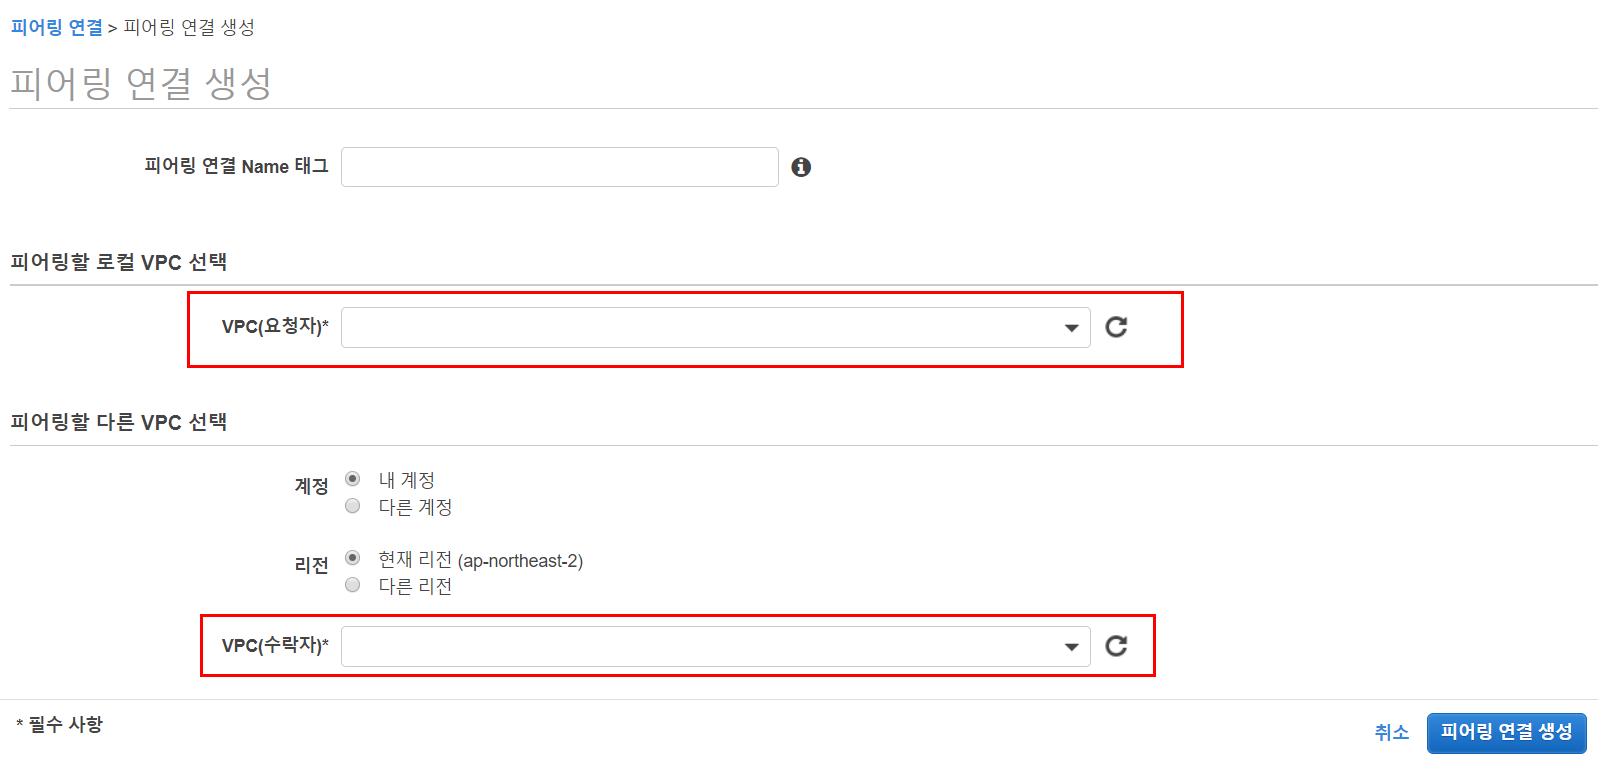 피어링 연결 > 피어링 연결 생성
피어링 연결 생성
피어링 연결 Name 태그
피어링할 로컬 VPC 선택
VPC(요청자)*
피어링할 다른 VPC 선택
계정
내 계정
다른 계정
리전
현재 리전 (ap-northeast-2)
다른 리전
VPC(수락자)*
* 필수 사항
취소
피어링 연결 생성